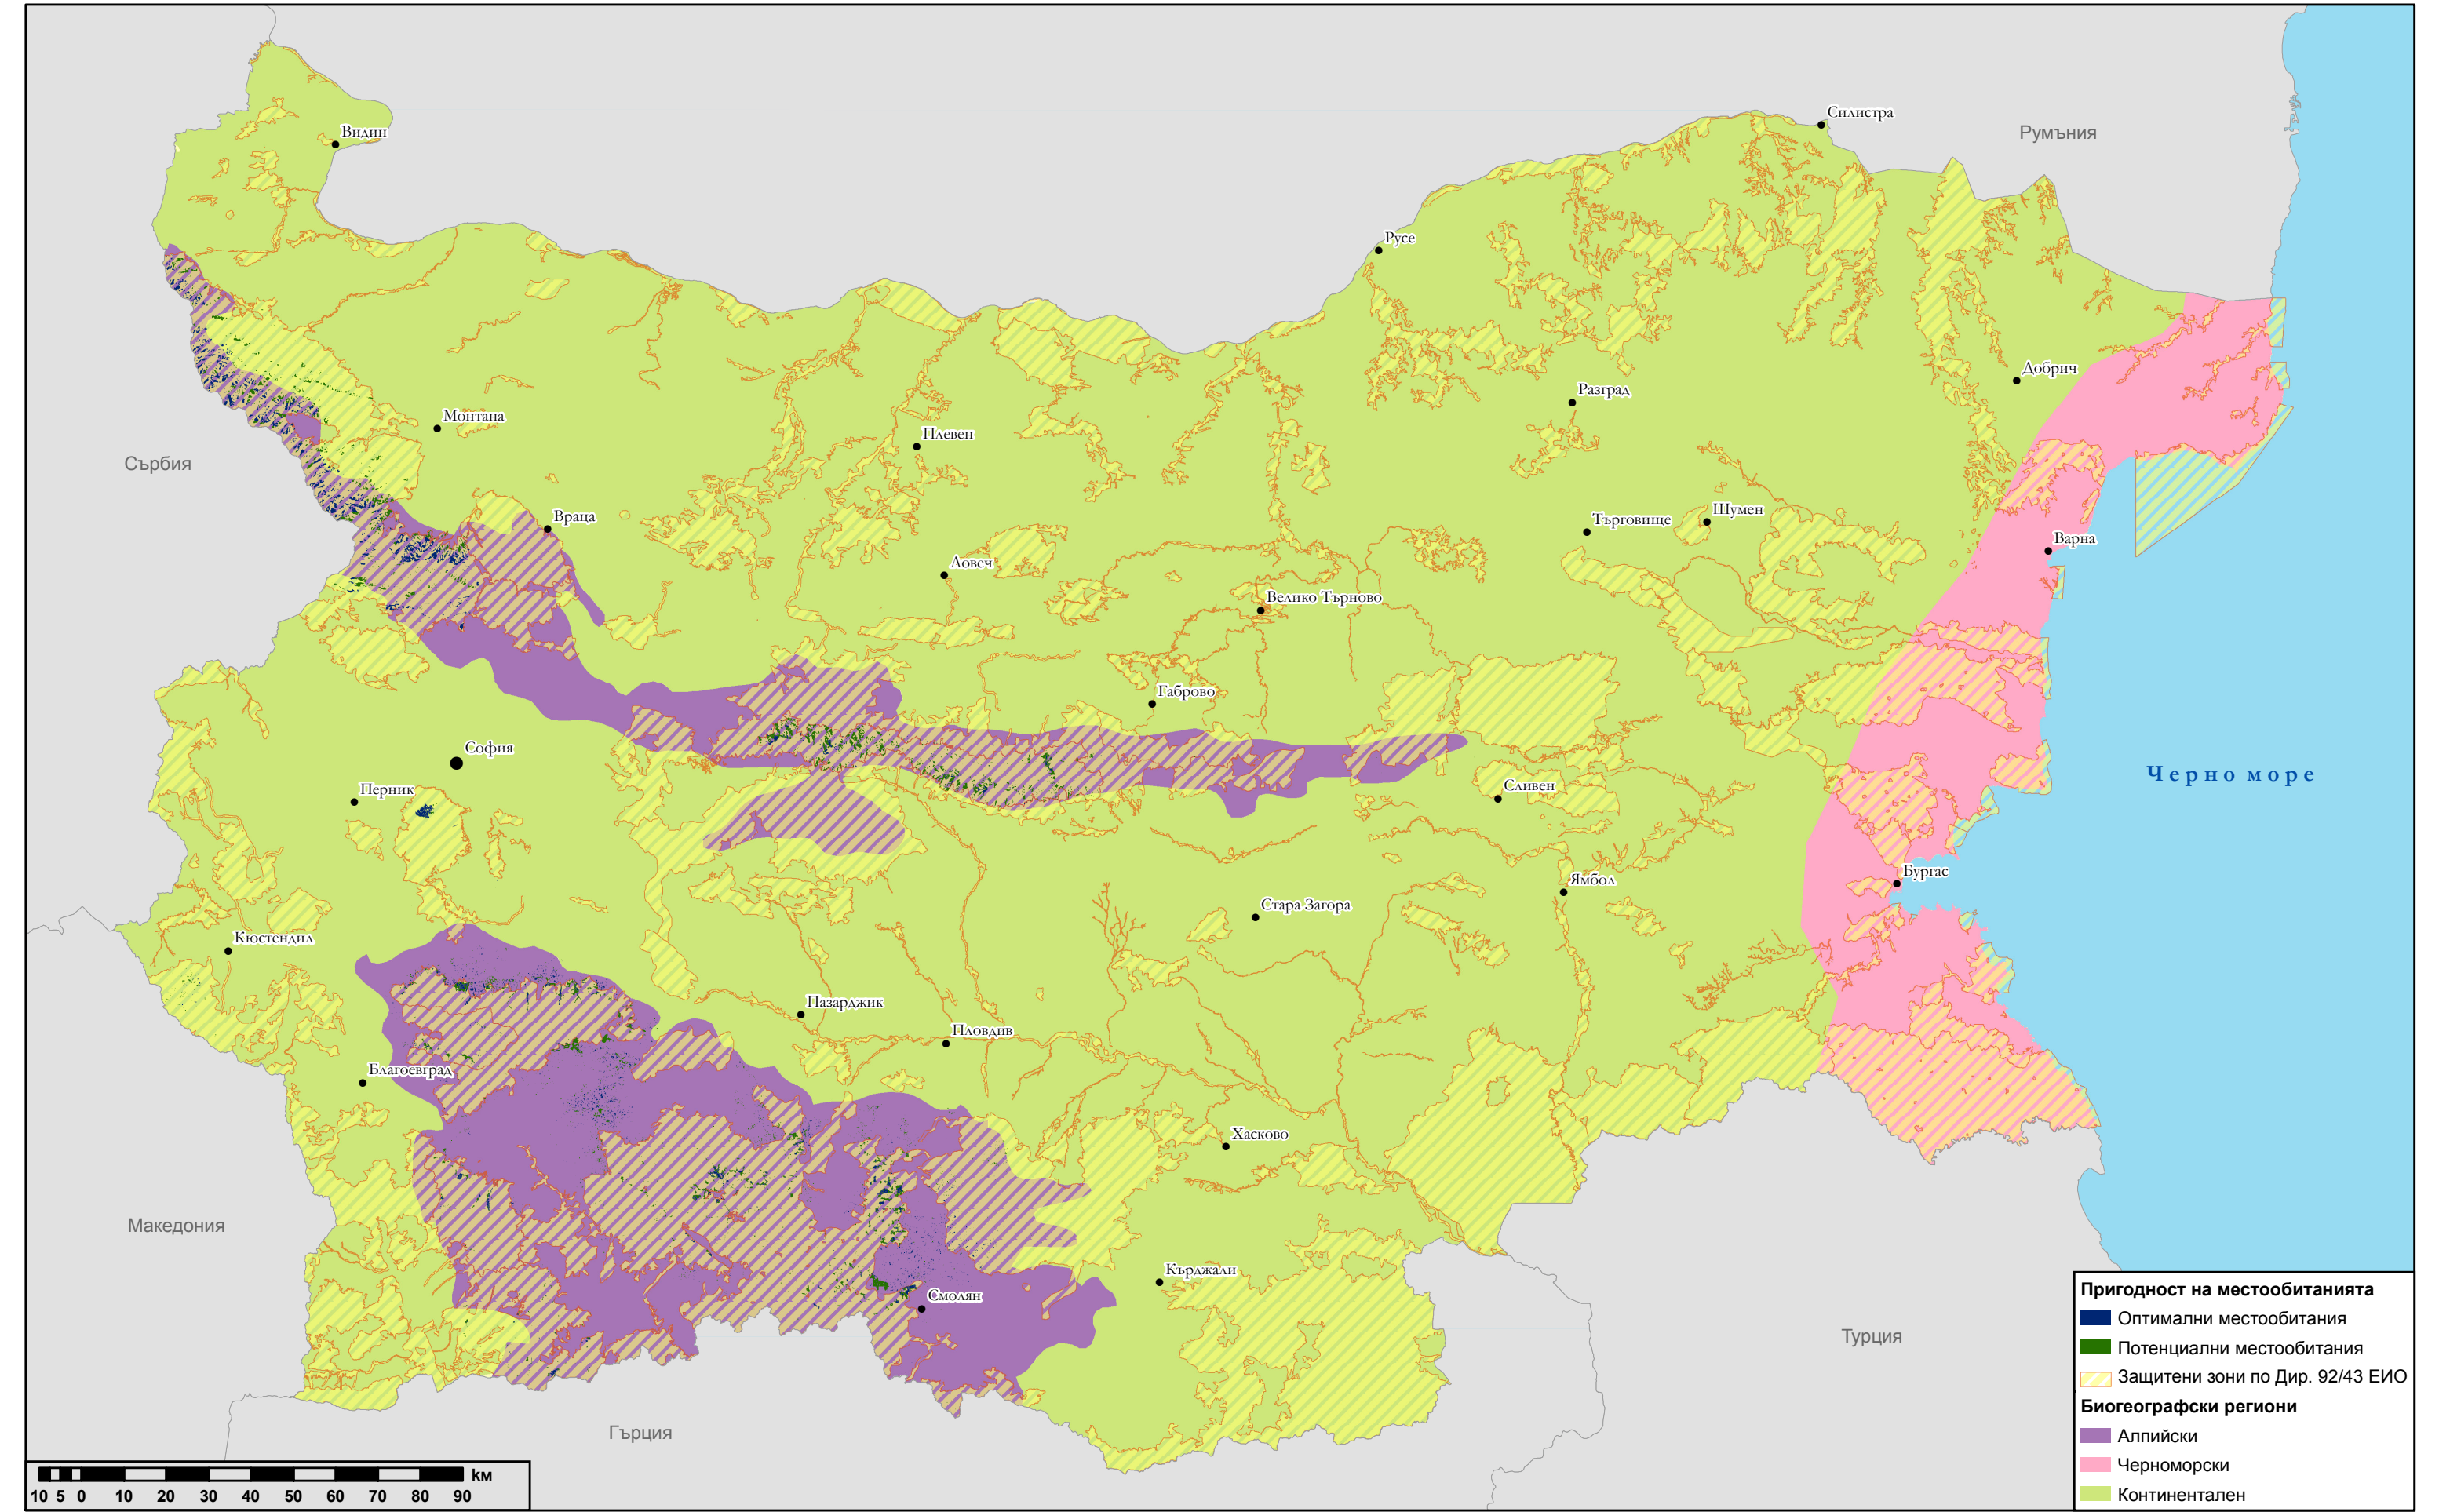 Силистра
Румъния
Видин
Русе
Добрич
Разград
Монтана
Плевен
Сърбия
Враца
Търговище
Шумен
Варна
Ловеч
Велико Търново
Габрово
София
Перник
Сливен
Черно море
Бургас
Ямбол
Стара Загора
Кюстендил
Пазарджик
Пловдив
Благоевград
Хасково
Македония
Кърджали
Смолян
Турция
Гърция
Пригодност на местообитанията
Оптимални местообитания
Потенциални местообитания
Защитени зони по Дир. 92/43 ЕИО
Биогеографски региони
Алпийски
Черноморски
Континентален
км
10 5 0 10 20 30 40 50 60 70 80 90